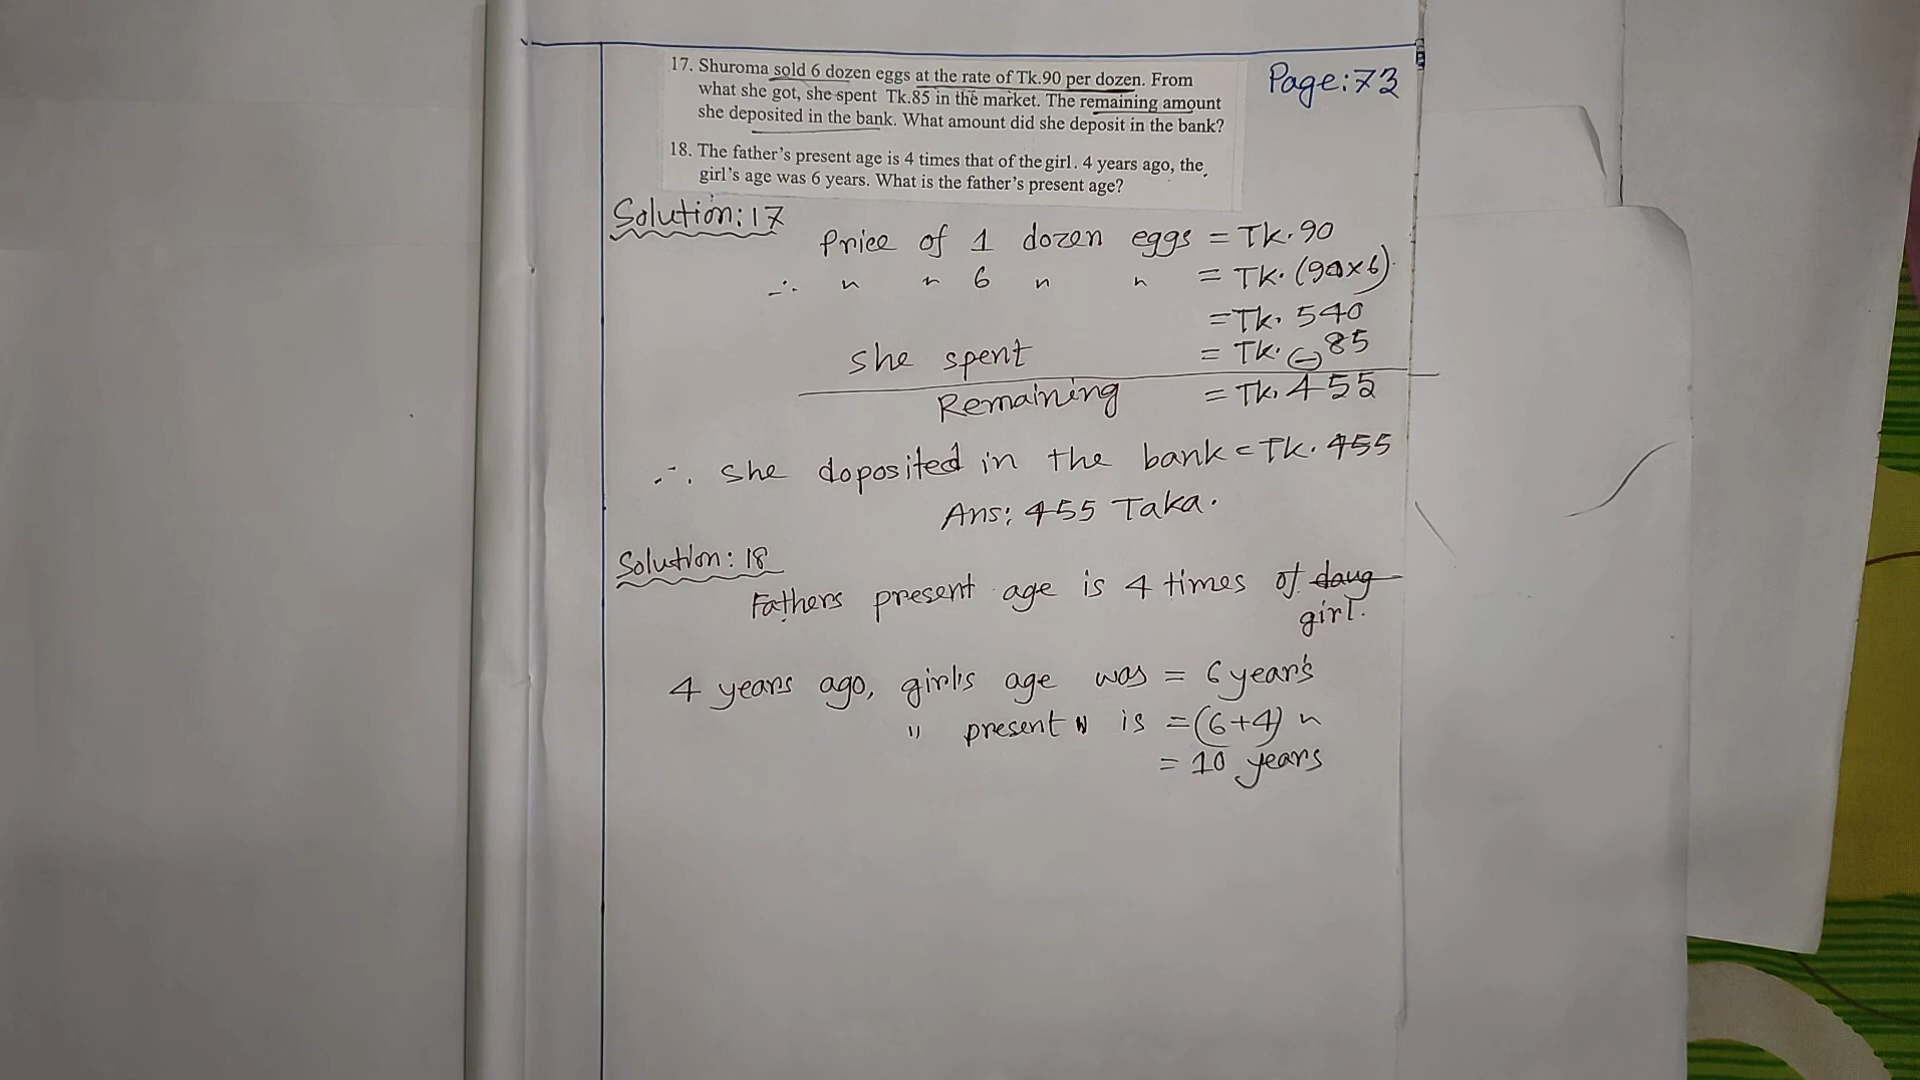 17. Shuroma sold 6 dozen eggs at the rate of Tk.90 per dozen. From
what she got, she spent Tk.85 in the market. The remaining amount
she deposited in the bank. What amount did she deposit in the bank?
18. The father's present age is 4 times that of the girl. 4 years ago, the
girl's age was 6 years. What is the father's present age?
Page:73
Solution:17
Price of 1 dozen eggs = Tk.90
∴ " " 6 " " = Tk. (90x6)
=Tk. 540
She spent = Tk. (-) 85
Remaining = Tk. 455
∴ She doposited in the bank = Tk. 455
Ans: 455 Taka.
Solution: 18
Fathers present age is 4 times of daug
girl.
4 years ago, girl's age was = 6 year's
" present " is = (6+4) "
= 10 years